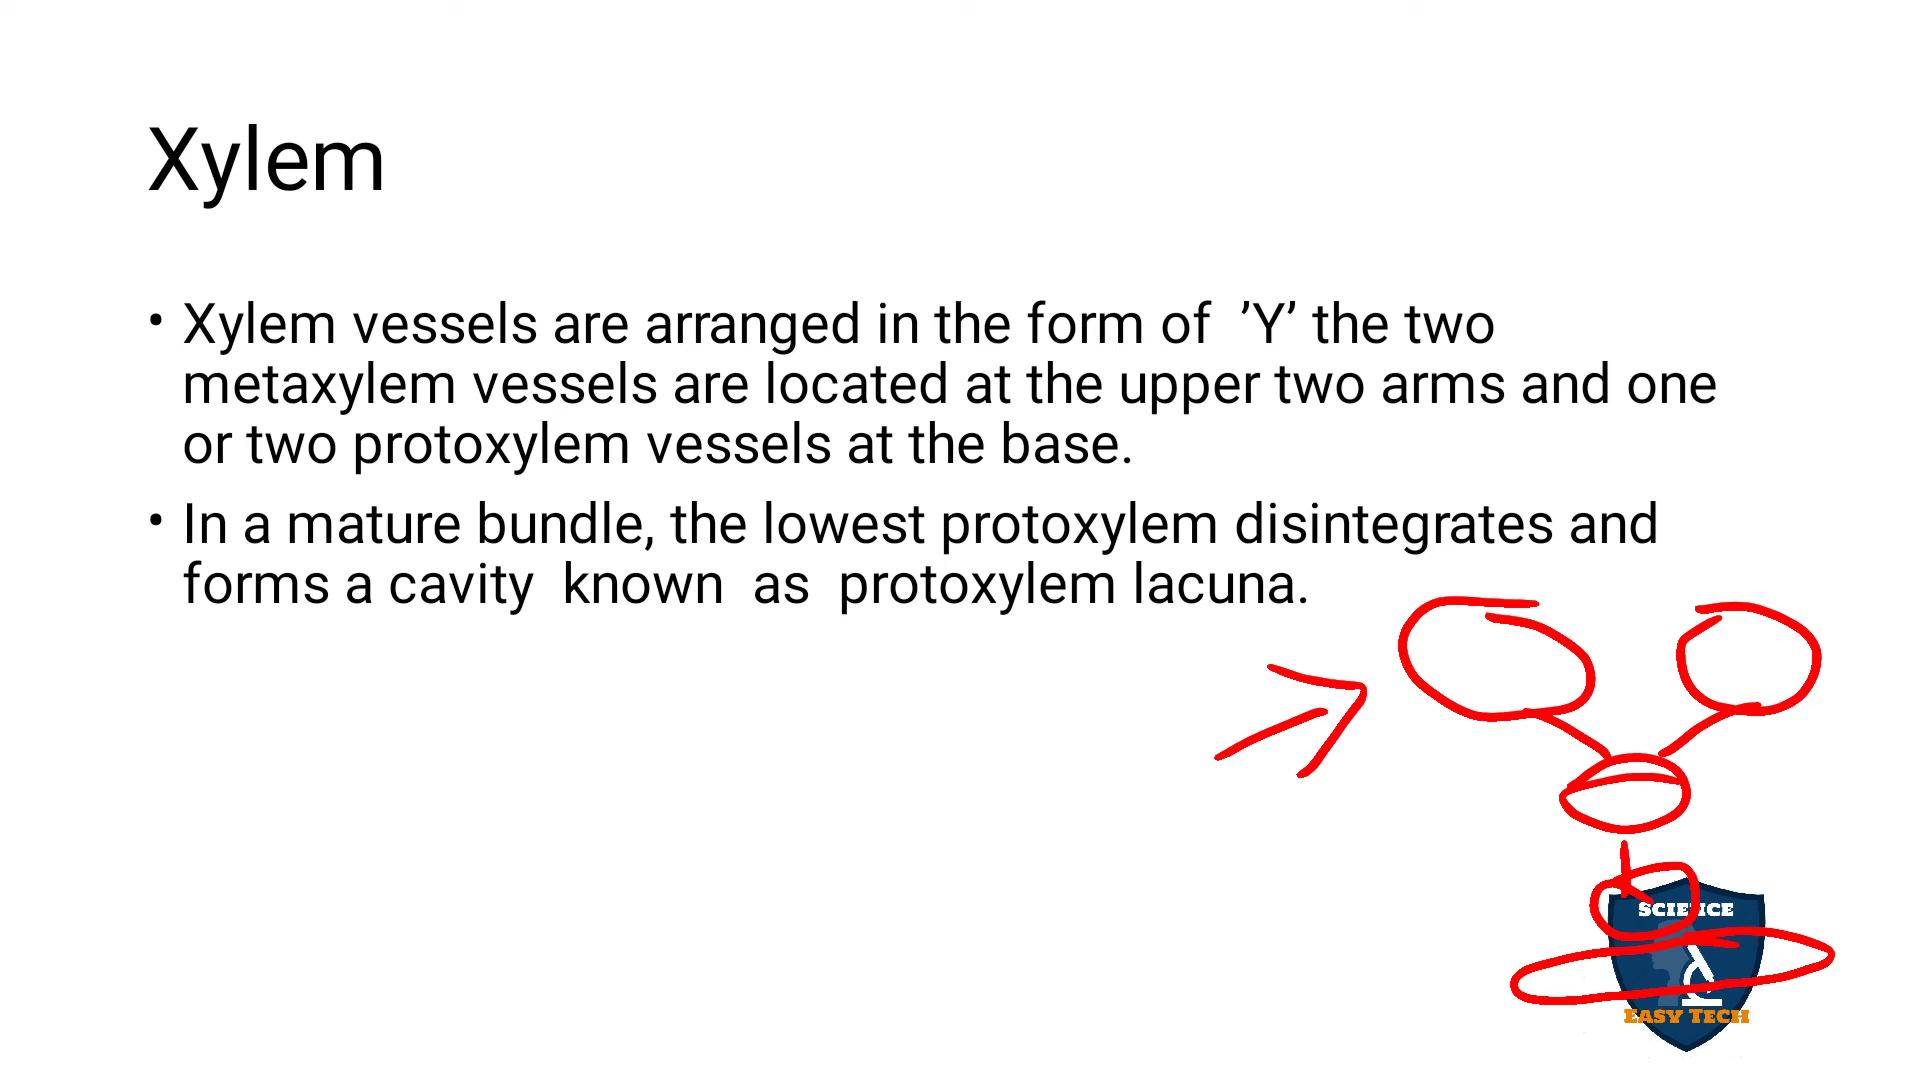 Xylem
• Xylem vessels are arranged in the form of ’Y’ the two
metaxylem vessels are located at the upper two arms and one
or two protoxylem vessels at the base.
• In a mature bundle, the lowest protoxylem disintegrates and
forms a cavity known as protoxylem lacuna.
SCIENCE
EASY TECH